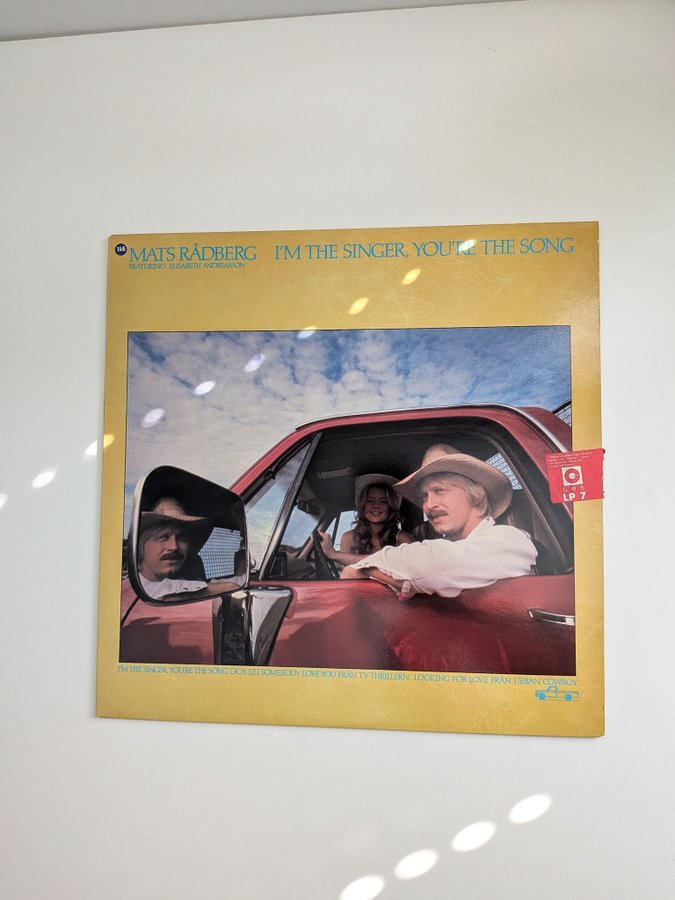 146
MATS RÅDBERG
FEATURING ELISABETH ANDREASSON
I'M THE SINGER, YOU'RE THE SONG
G R S
LP 7
I'M THE SINGER, YOU'RE THE SONG OCH LET SOMEBODY LOVE YOU FRÅN TV-THRILLERN, LOOKING FOR LOVE FRÅN URBAN COWBOY